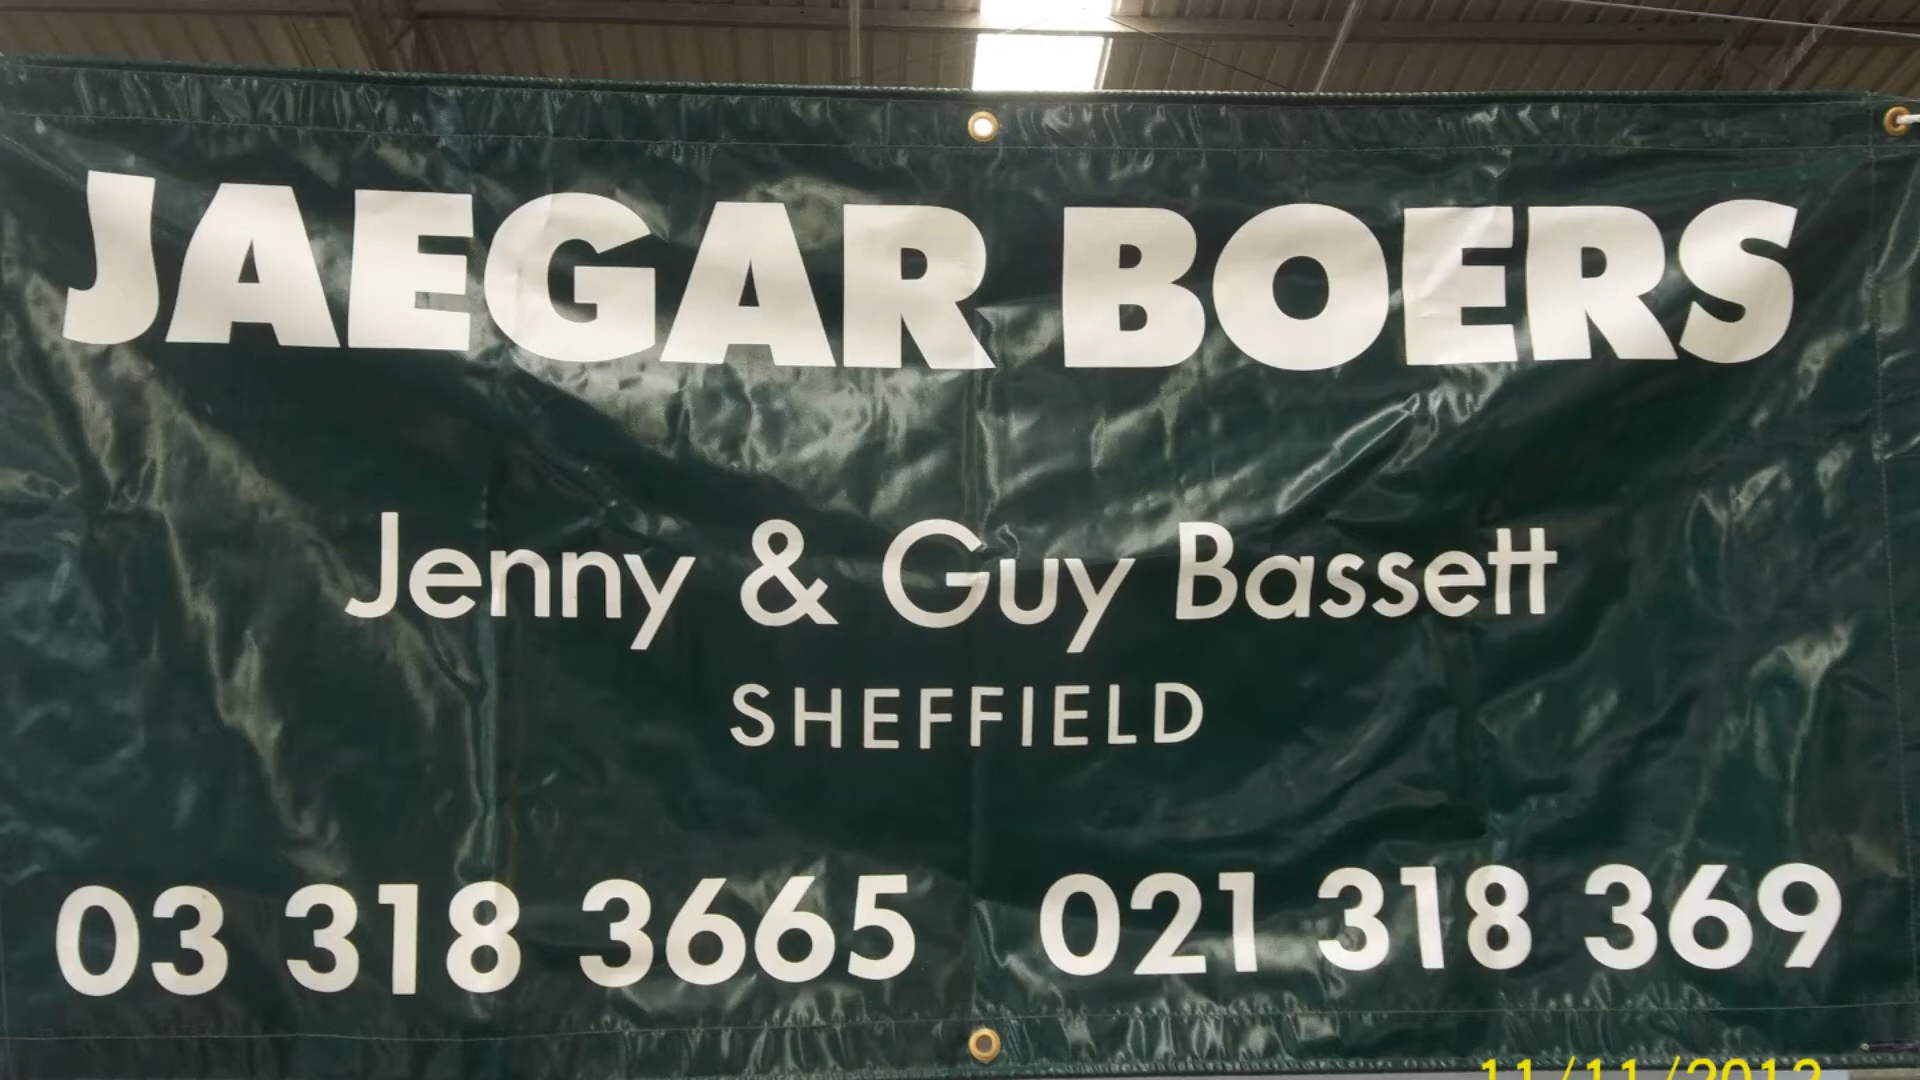 JAEGAR BOERS
Jenny & Guy Bassett
SHEFFIELD
03 318 3665 021 318 369